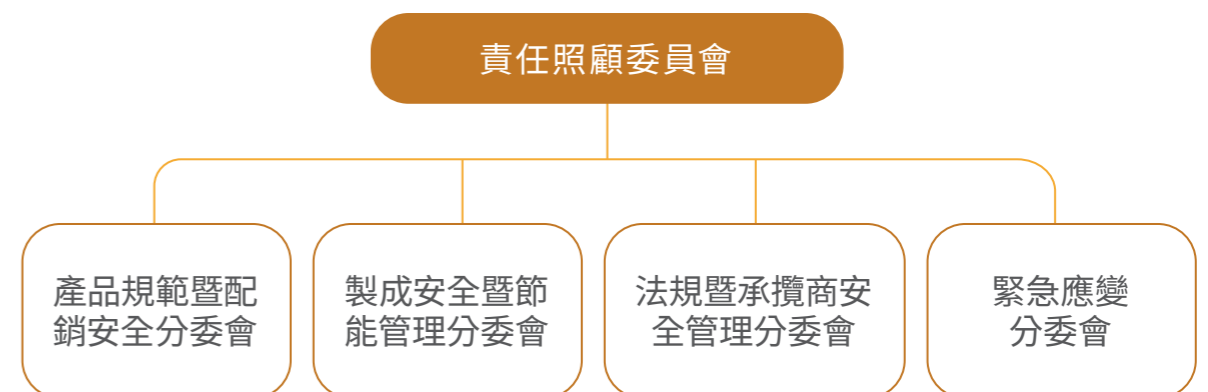 責任照顧委員會
產品規範暨配
銷安全分委會
製成安全暨節
能管理分委會
法規暨承攬商安
全管理分委會
緊急應變
分委會